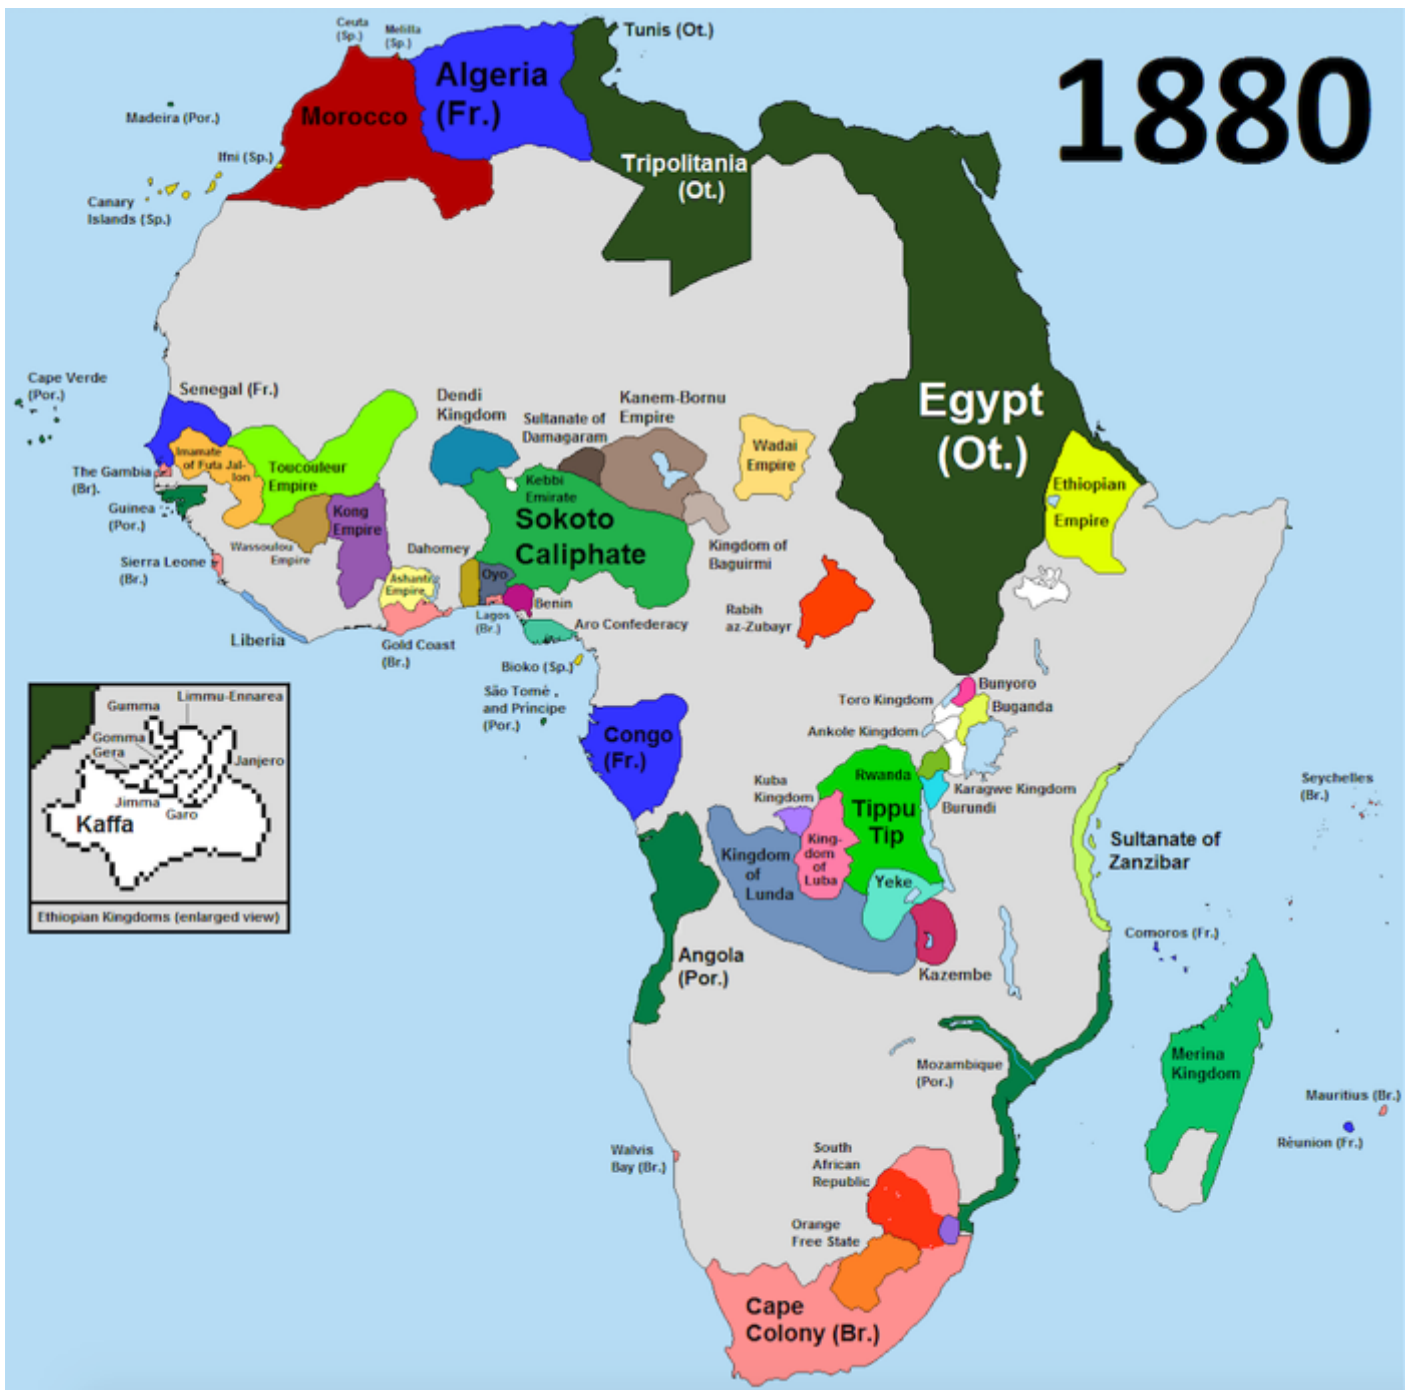 Ceuta
(Sp.)
Melilla
(Sp.)
Tunis (Ot.)
1880
Algeria
(Fr.)
Morocco
Madeira (Por.)
Ifni (Sp.)
Tripolitania
(Ot.)
Canary
Islands (Sp.)
Cape Verde
(Por.)
Senegal (Fr.)
Dendi
Kingdom
Sultanate of
Damagaram
Kanem-Bornu
Empire
Egypt
(Ot.)
Wadai
Empire
Imamate
of Futa Jal-
lon
Toucouleur
Empire
The Gambia
(Br).
Kebbi
Emirate
Ethiopian
Empire
Guinea
(Por.)
Kong
Empire
Sokoto
Caliphate
Wassoulou
Empire
Dahomey
Kingdom of
Baguirmi
Sierra Leone
(Br.)
Ashanti
Empire
Oyo
Benin
Rabih
az-Zubayr
Lagos
(Br.)
Aro Confederacy
Liberia
Gold Coast
(Br.)
Bioko (Sp.)
São Tomé
and Príncipe
(Por.)
Bunyoro
Toro Kingdom
Buganda
Ankole Kingdom
Congo
(Fr.)
Rwanda
Karagwe Kingdom
Burundi
Kuba
Kingdom
Tippu
Tip
Seychelles
(Br.)
Limmu-Ennarea
Gumma
Gomma
Gera
Janjero
Jimma
Garo
Kaffa
Ethiopian Kingdoms (enlarged view)
Kingdom
of
Lunda
King-
dom
of
Luba
Yeke
Sultanate of
Zanzibar
Comoros (Fr.)
Angola
(Por.)
Kazembe
Mozambique
(Por.)
Merina
Kingdom
Mauritius (Br.)
Rèunion (Fr.)
Walvis
Bay (Br.)
South
African
Republic
Orange
Free State
Cape
Colony (Br.)